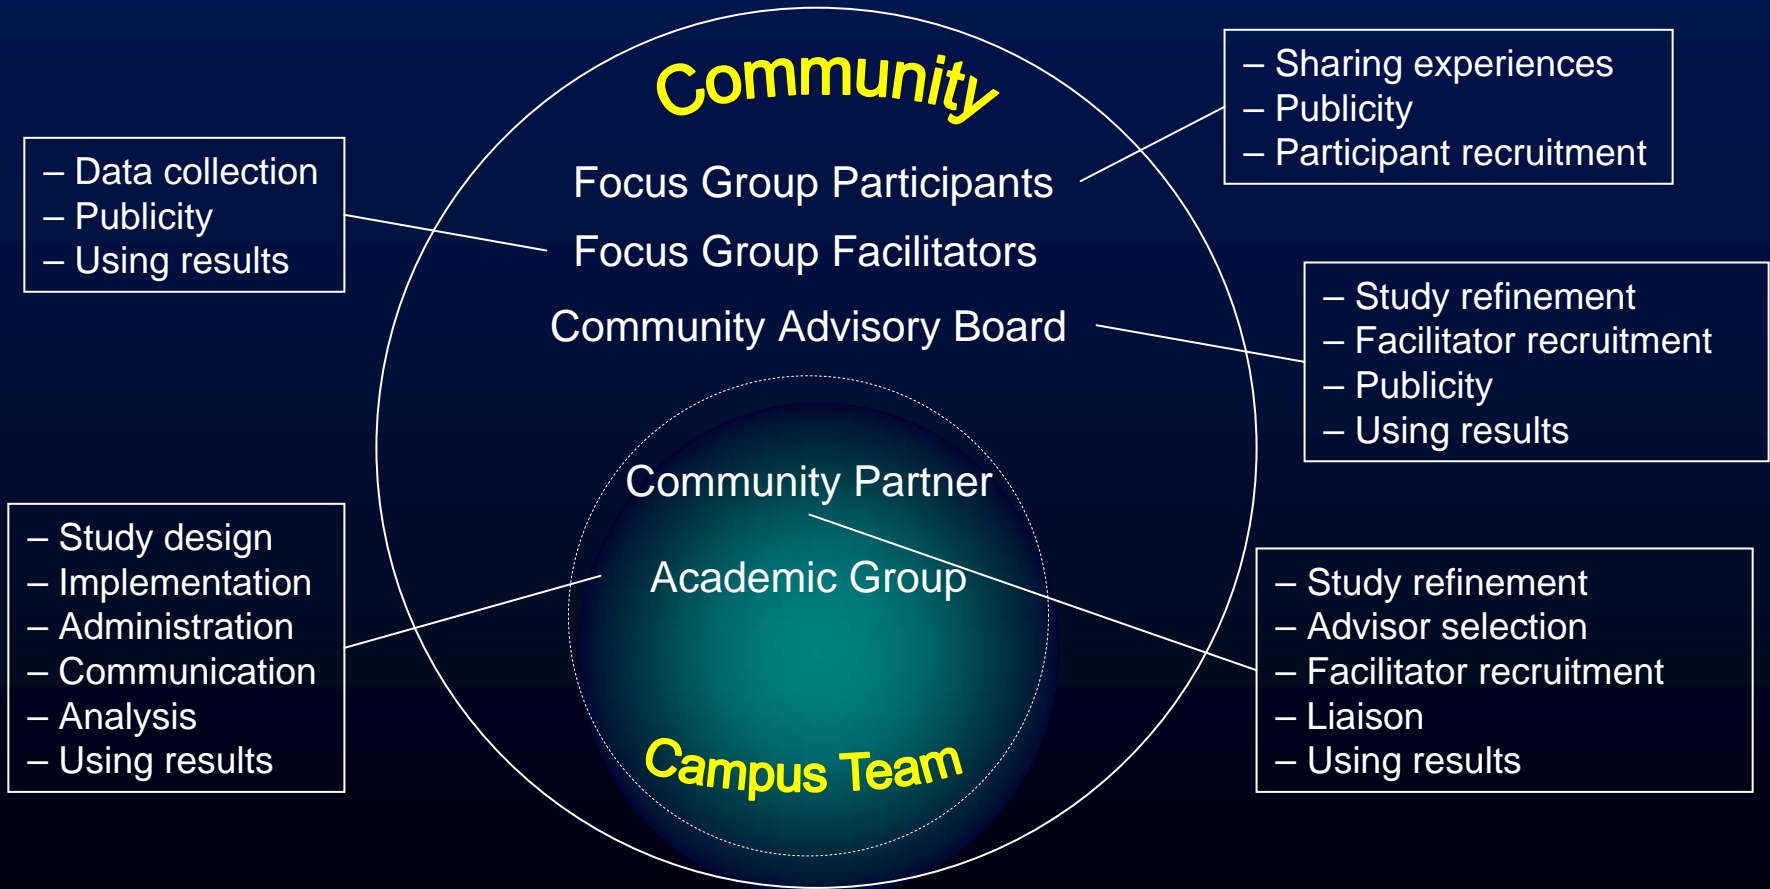 Community
Focus Group Participants
Focus Group Facilitators
Community Advisory Board
Community Partner
Academic Group
Campus Team
– Data collection
– Publicity
– Using results
– Study design
– Implementation
– Administration
– Communication
– Analysis
– Using results
– Sharing experiences
– Publicity
– Participant recruitment
– Study refinement
– Facilitator recruitment
– Publicity
– Using results
– Study refinement
– Advisor selection
– Facilitator recruitment
– Liaison
– Using results